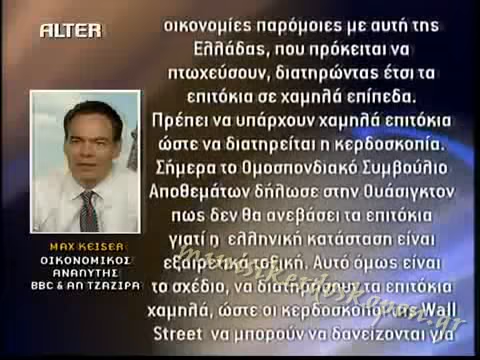 ALTER
οικονομίες παρόμοιες με αυτή της
Ελλάδας, που πρόκειται να
πτωχεύσουν, διατηρώντας έτσι τα
επιτόκια σε χαμηλά επίπεδα.
Πρέπει να υπάρχουν χαμηλά επιτόκια
ώστε να διατηρείται η κερδοσκοπία.
Σήμερα το Ομοσπονδιακό Συμβούλιο
Αποθεμάτων δήλωσε στην Ουάσιγκτον
πως δεν θα ανεβάσει τα επιτόκια
γιατί η ελληνική κατάσταση είναι
εξαιρετικά τοξική. Αυτό όμως είναι
το σχέδιο, να διατηρήσουν τα επιτόκια
χαμηλά, ώστε οι κερδοσκόποι της Wall
Street να μπορούν να δανείζονται για
MAX KEISER
ΟΙΚΟΝΟΜΙΚΟΣ
ΑΝΑΛΥΤΗΣ
BBC & ΑΛ ΤΖΑΖΙΡΑ